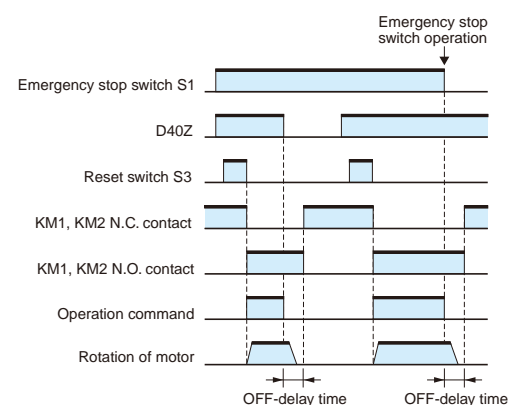 Emergency stop
switch operation
Emergency stop switch S1
D40Z
Reset switch S3
KM1, KM2 N.C. contact
KM1, KM2 N.O. contact
Operation command
Rotation of motor
OFF-delay time
OFF-delay time